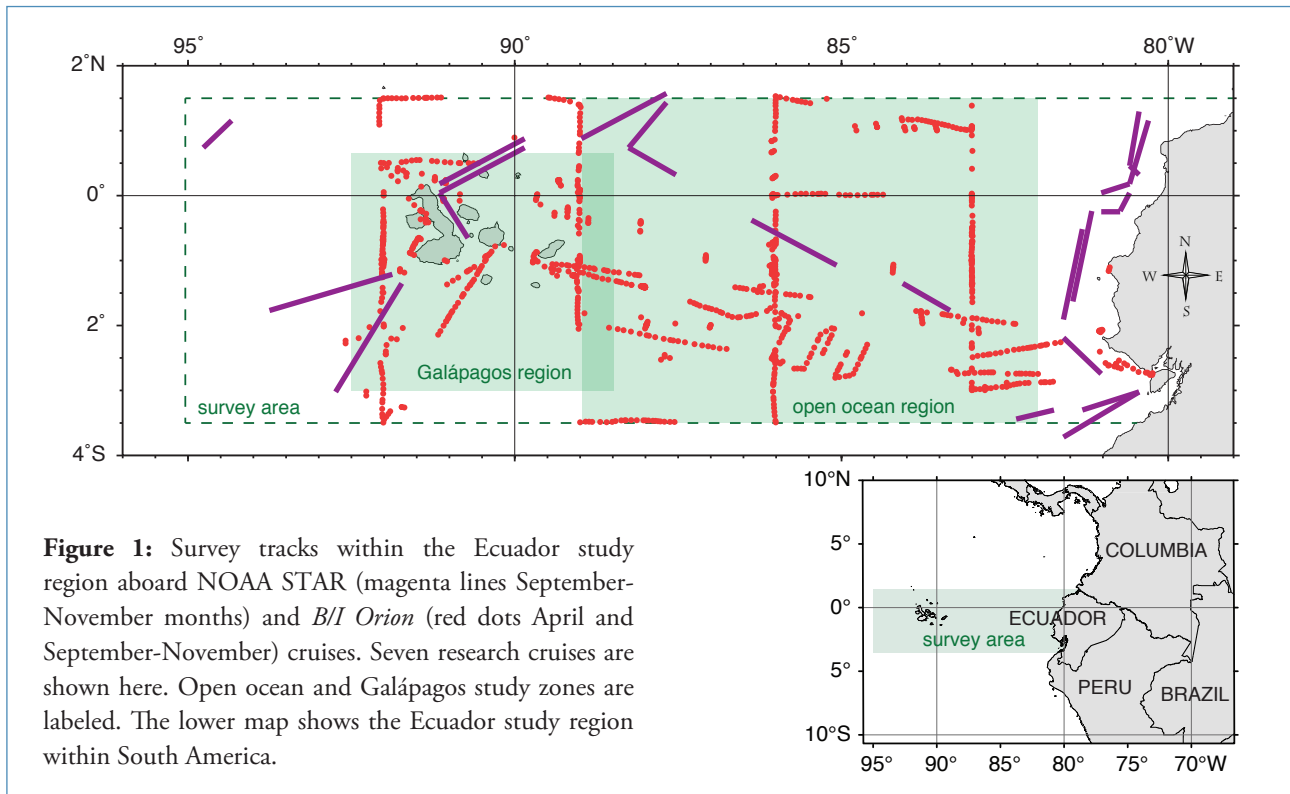 95˚
90˚
85˚
80˚W
2˚N
0˚
2˚
4˚S
N
W
E
S
Galápagos region
survey area
open ocean region
10°N
5°
0°
5°
10°S
COLUMBIA
ECUADOR
survey area
PERU
BRAZIL
95°
90°
85°
80°
75°
70°W
Figure 1: Survey tracks within the Ecuador study
region aboard NOAA STAR (magenta lines September-
November months) and B/I Orion (red dots April and
September-November) cruises. Seven research cruises are
shown here. Open ocean and Galápagos study zones are
labeled. The lower map shows the Ecuador study region
within South America.